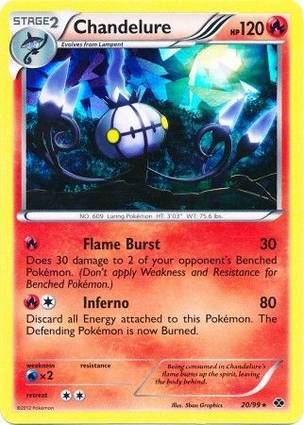 STAGE2 Chandelure HP120
Evolves from Lampent
NO. 609 Luring Pokémon HT: 3'03" WT: 75.6 lbs.
Flame Burst 30
Does 30 damage to 2 of your opponent's Benched
Pokémon. (Don't apply Weakness and Resistance for
Benched Pokémon.)
Inferno 80
Discard all Energy attached to this Pokémon. The
Defending Pokémon is now Burned.
weakness resistance
×2
Being consumed in Chandelure's
flame burns up the spirit, leaving
the body behind.
retreat
©2012 Pokémon Illus. Shun Graphics 20/99